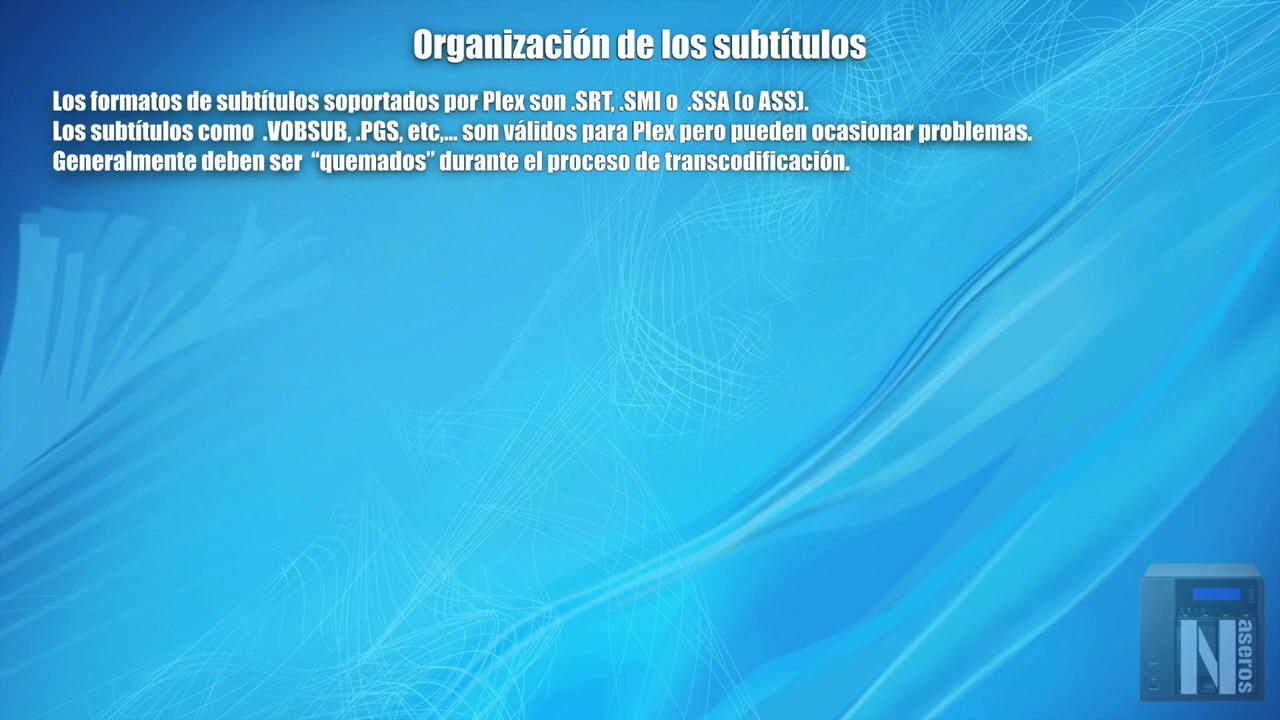 Organización de los subtítulos
Los formatos de subtítulos soportados por Plex son .SRT, .SMI o .SSA (o ASS).
Los subtítulos como .VOBSUB, .PGS, etc,... son válidos para Plex pero pueden ocasionar problemas.
Generalmente deben ser “quemados” durante el proceso de transcodificación.
Naseros